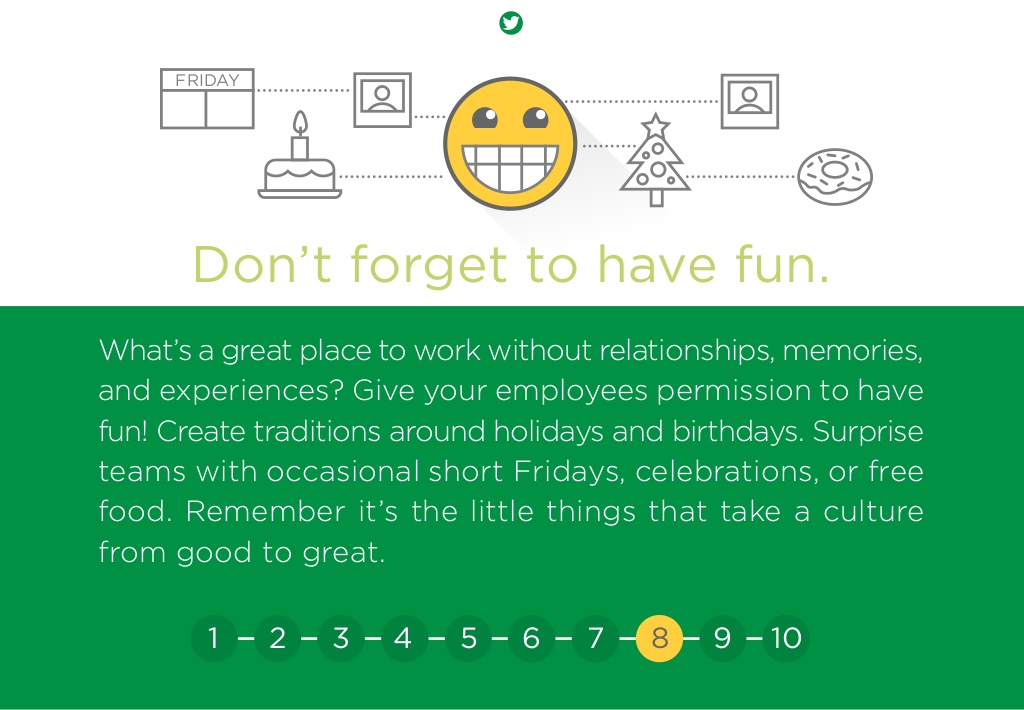 FRIDAY
Don’t forget to have fun.
What’s a great place to work without relationships, memories,
and experiences? Give your employees permission to have
fun! Create traditions around holidays and birthdays. Surprise
teams with occasional short Fridays, celebrations, or free
food. Remember it’s the little things that take a culture
from good to great.
1 – 2 – 3 – 4 – 5 – 6 – 7 – 8 – 9 – 10